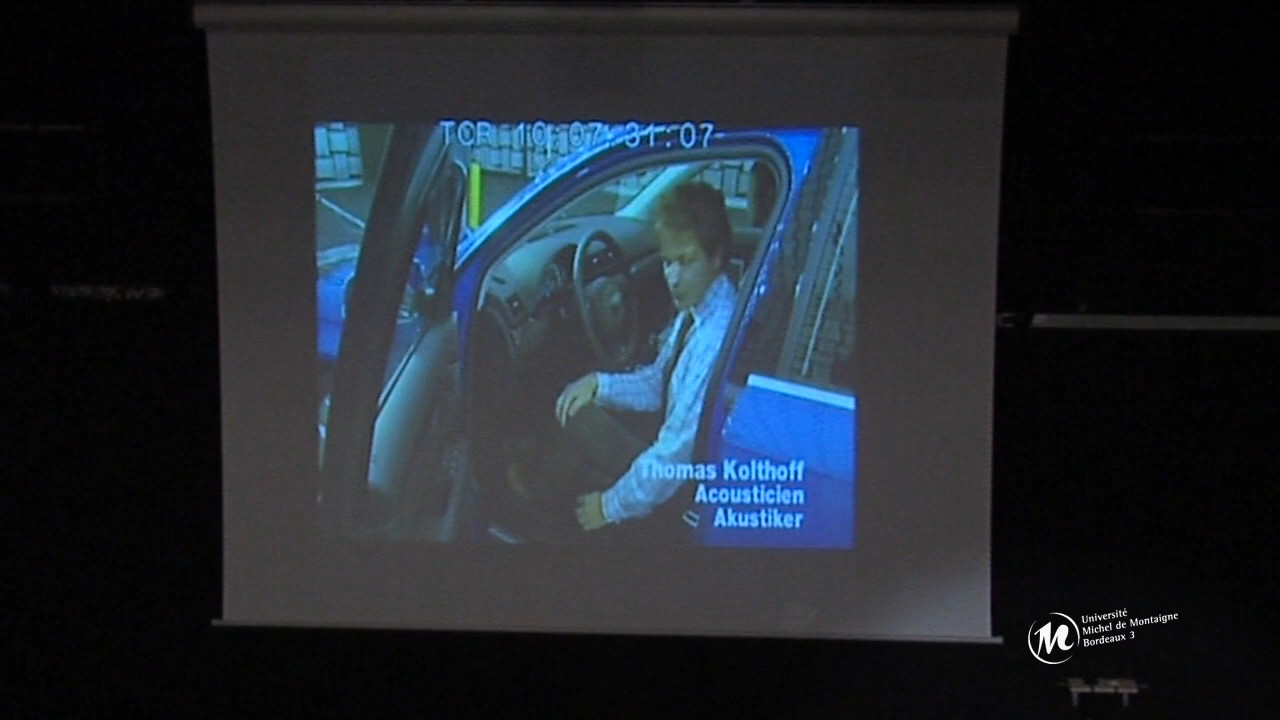 TCR 10:07:31:07
Thomas Kolthoff
Acousticien
Akustiker
Université
Michel de Montaigne
Bordeaux 3